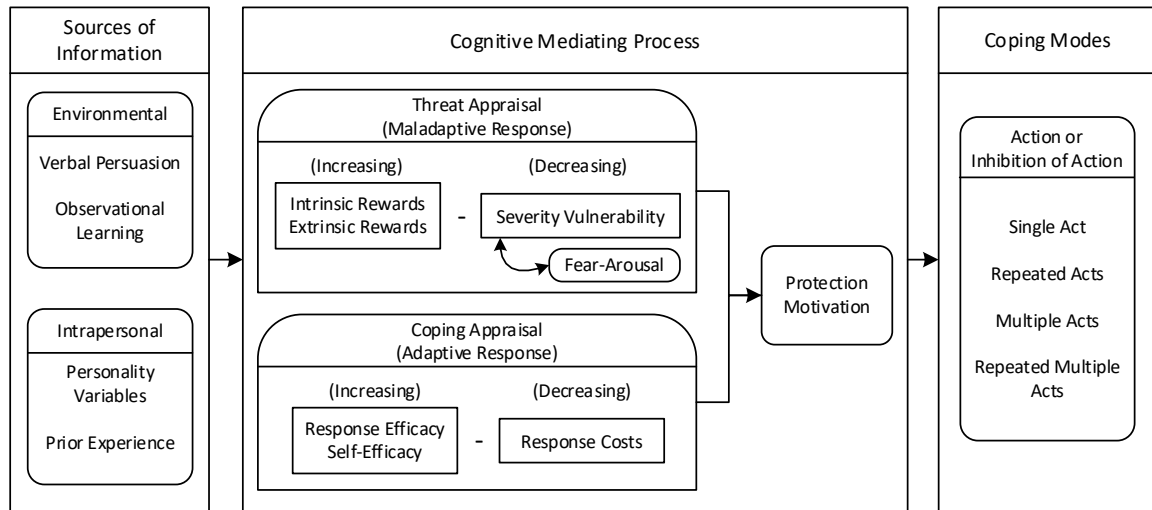 Sources of
Information
Environmental
Verbal Persuasion
Observational
Learning
Intrapersonal
Personality
Variables
Prior Experience
Cognitive Mediating Process
Threat Appraisal
(Maladaptive Response)
(Increasing)
(Decreasing)
Intrinsic Rewards
Extrinsic Rewards
-
Severity Vulnerability
Fear-Arousal
Coping Appraisal
(Adaptive Response)
(Increasing)
(Decreasing)
Response Efficacy
Self-Efficacy
-
Response Costs
Protection
Motivation
Coping Modes
Action or
Inhibition of Action
Single Act
Repeated Acts
Multiple Acts
Repeated Multiple
Acts